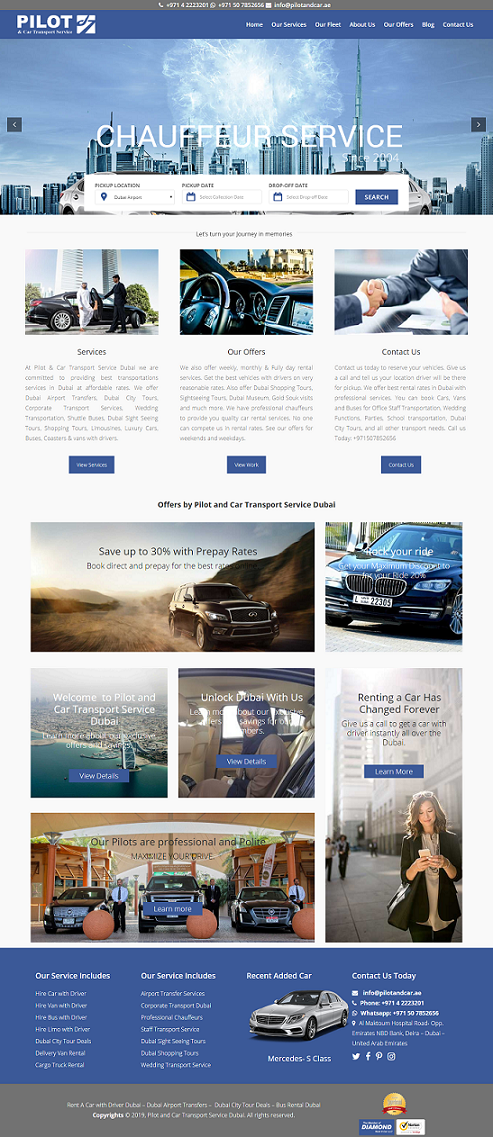 +971 4 2223201 +971 50 7852656 info@pilotandcar.ae
PILOT
& Car Transport Service
Home Our Services Our Fleet About Us Our Offers Blog Contact Us
CHAUFFEUR SERVICE
Since 2004
PICKUP LOCATION PICKUP DATE DROP-OFF DATE
Dubai Airport Select Collection Date Select Drop-off Date SEARCH
Let's turn your Journey in memories
Services
At Pilot & Car Transport Service Dubai we are
committed to providing best transportations
services in Dubai at affordable rates. We offer
Dubai Airport Transfers, Dubai City Tours,
Corporate Transport Services, Wedding
Transportation, Shuttle Buses, Dubai Sight Seeing
Tours, Shopping Tours, Limousines, Luxury Cars,
Buses, Coasters & vans with drivers.
View Services
Our Offers
We also offer weekly, monthly & Fully day rental
services. Get the best vehicles with drivers on very
reasonable rates. Also offer Dubai Shopping Tours,
Sightseeing Tours, Dubai Museum, Gold Souk visits
and much more. We have professional chauffeurs
to provide you quality car rental services. No one
can compete us in rental rates. See our offers for
weekends and weekdays.
View Work
Contact Us
Contact us today to reserve your vehicles. Give us
a call and tell us your location driver will be there
for pickup. We offer best rental rates in Dubai with
professional services. You can book Cars, Vans
and Buses for Office Staff Transportation, Wedding
Functions, Parties, School transportation, Dubai
City Tours, and all other transport needs. Call us
Today: +971507852656
Contact Us
Offers by Pilot and Car Transport Service Dubai
Save up to 30% with Prepay Rates
Book direct and prepay for the best rates online.
Rock your ride
Get your Maximum Discount to
for your Ride 20%
L 22305
Welcome to Pilot and
Car Transport Service
Dubai
Learn more about our exclusive
offers and savings.
View Details
Unlock Dubai With Us
Learn more about our exclusive
offers and savings for our
members.
View Details
Renting a Car Has
Changed Forever
Give us a call to get a car with
driver instantly all over the
Dubai.
Learn More
Our Pilots are professional and Polite
MAXIMIZE YOUR DRIVE.
Learn more
Our Service Includes
Hire Car with Driver
Hire Van with Driver
Hire Bus with Driver
Hire Limo with Driver
Dubai City Tour Deals
Delivery Van Rental
Cargo Truck Rental
Our Service Includes
Airport Transfer Services
Corporate Transport Dubai
Professional Chauffeurs
Staff Transport Service
Dubai Sight Seeing Tours
Dubai Shopping Tours
Wedding Transport Service
Recent Added Car
Mercedes- S Class
Contact Us Today
info@pilotandcar.ae
Phone: +971 4 2223201
Whatsapp: +971 50 7852656
Al Maktoum Hospital Road- Opp.
Emirates NBD Bank, Deira – Dubai –
United Arab Emirates
Rent A Car with Driver Dubai – Dubai Airport Transfers – Dubai City Tour Deals – Bus Rental Dubai
Copyrights © 2019, Pilot and Car Transport Service Dubai. All rights reserved.
DIAMOND
Norton